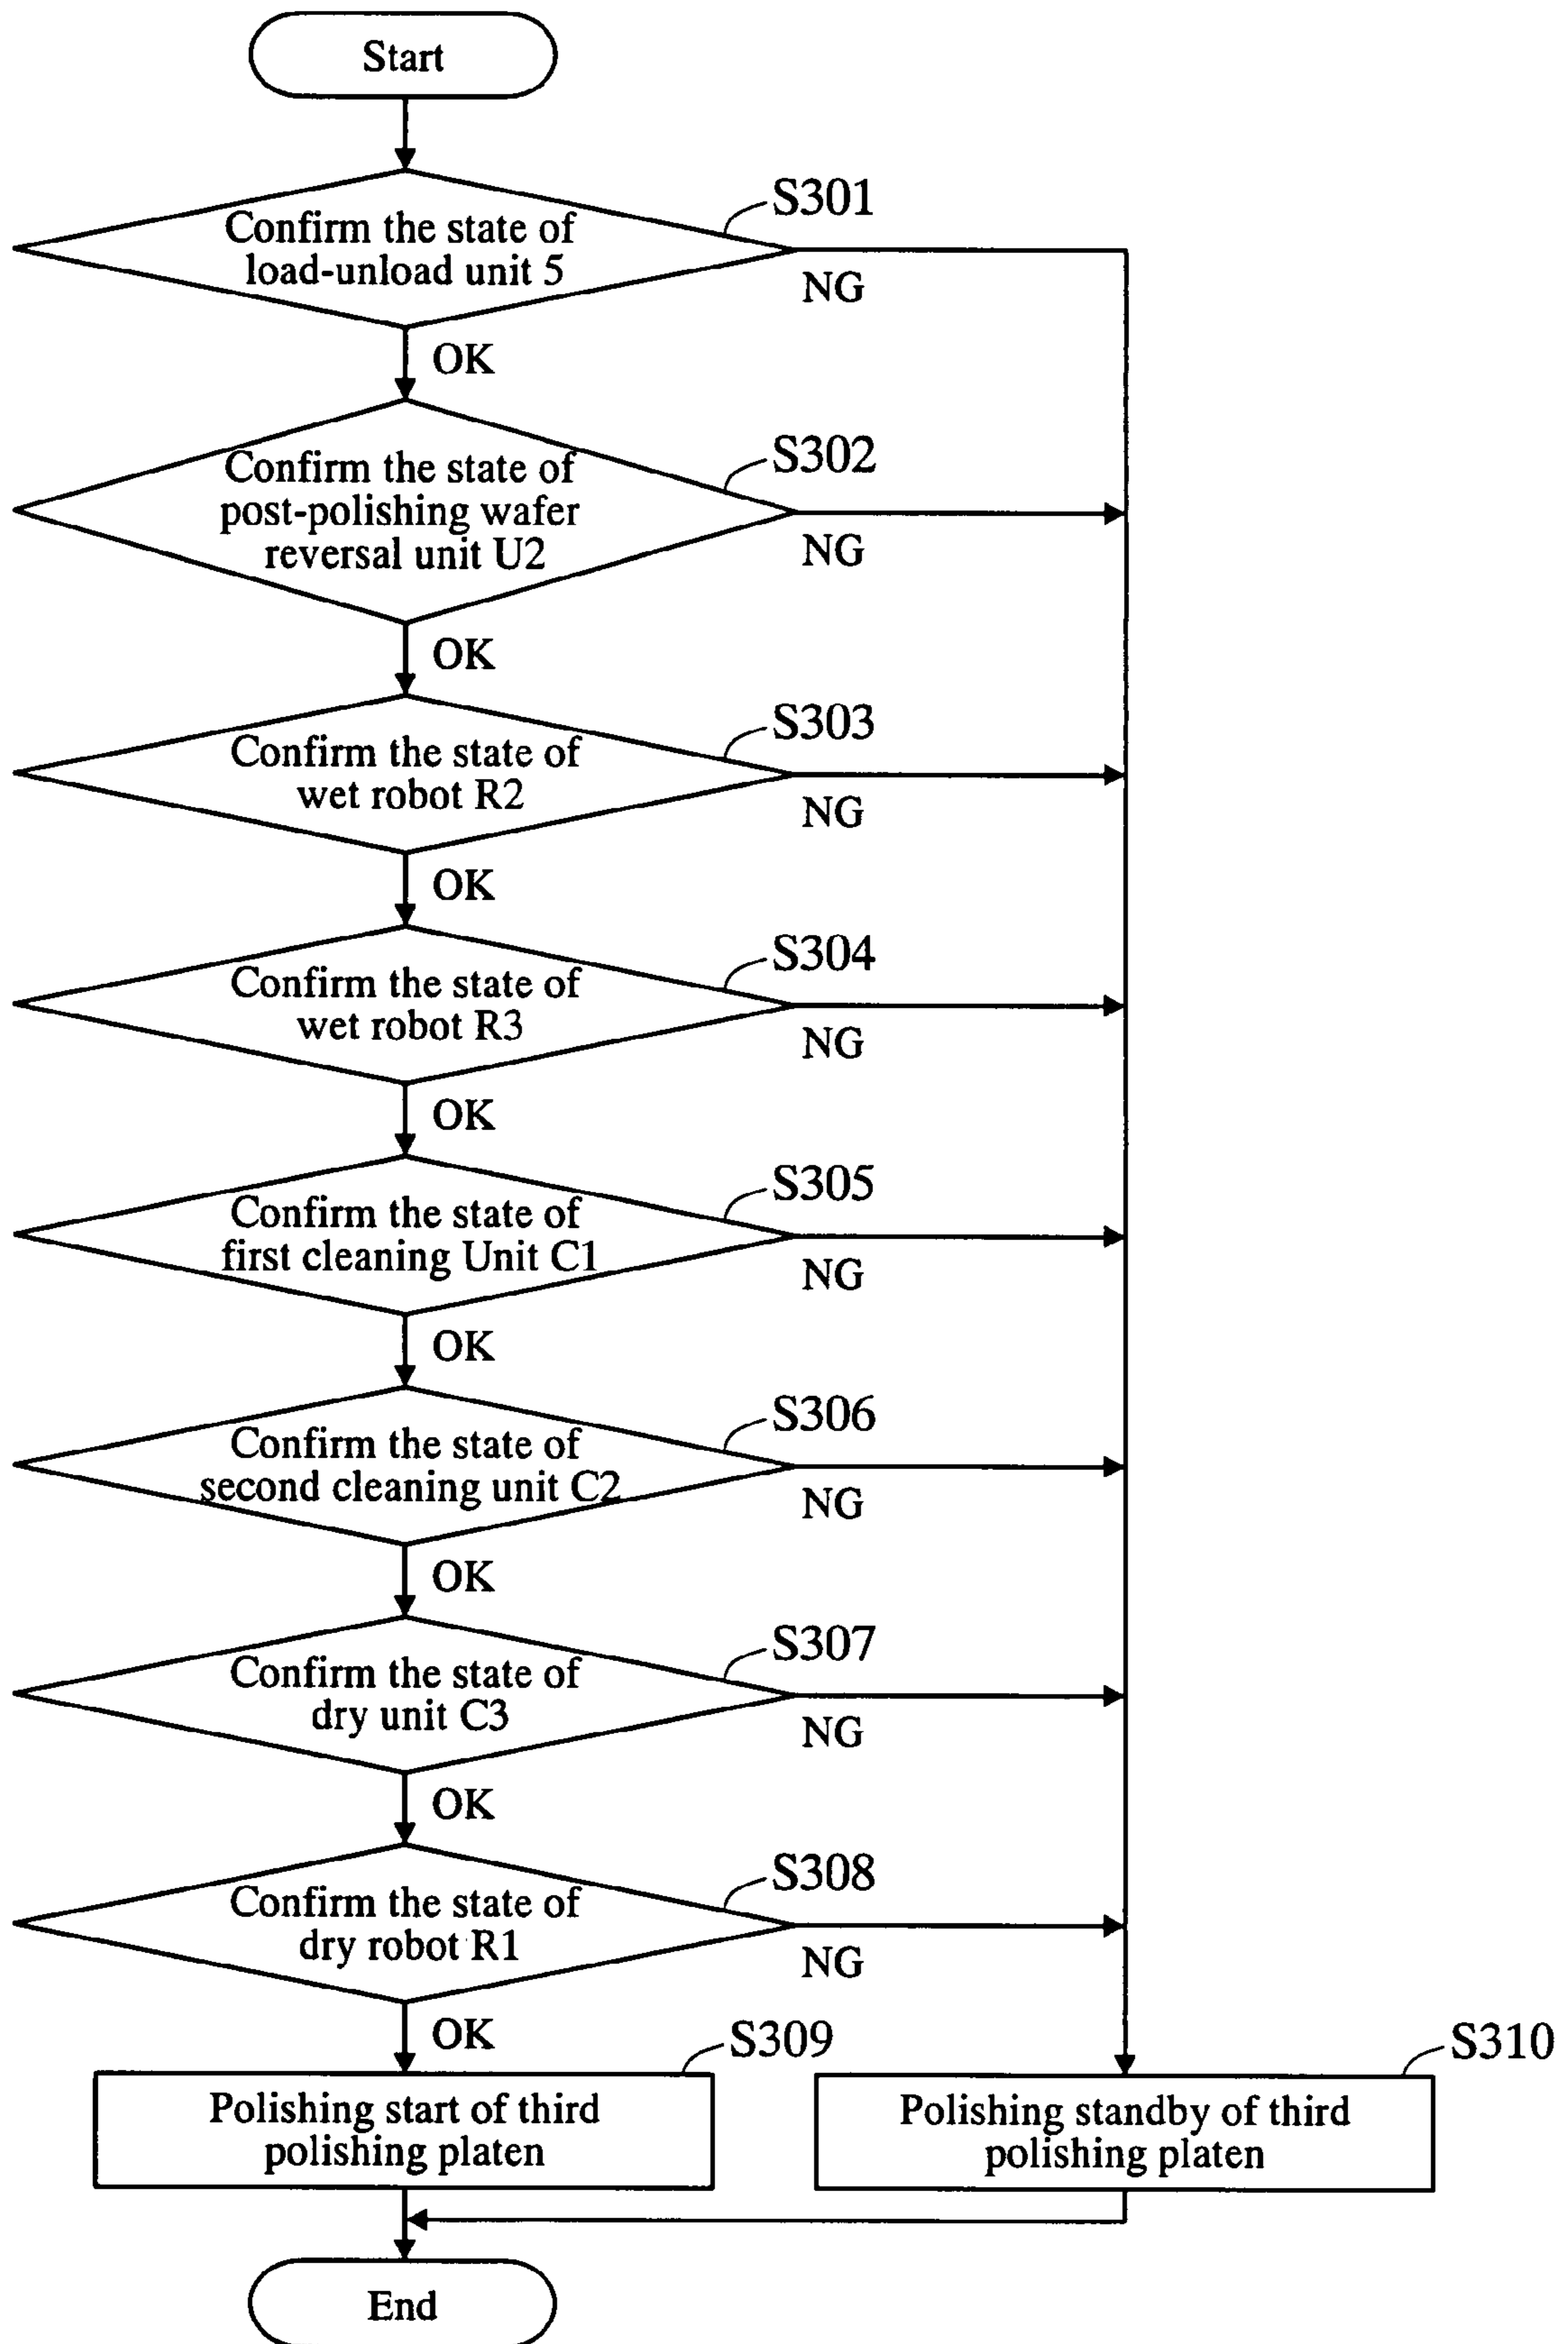 Start
S301
Confirm the state of
load-unload unit 5
NG
OK
S302
Confirm the state of
post-polishing wafer
reversal unit U2
NG
OK
S303
Confirm the state of
wet robot R2
NG
OK
S304
Confirm the state of
wet robot R3
NG
OK
S305
Confirm the state of
first cleaning Unit C1
NG
OK
S306
Confirm the state of
second cleaning unit C2
NG
OK
S307
Confirm the state of
dry unit C3
NG
OK
S308
Confirm the state of
dry robot R1
NG
OK
S309
Polishing start of third
polishing platen
S310
Polishing standby of third
polishing platen
End